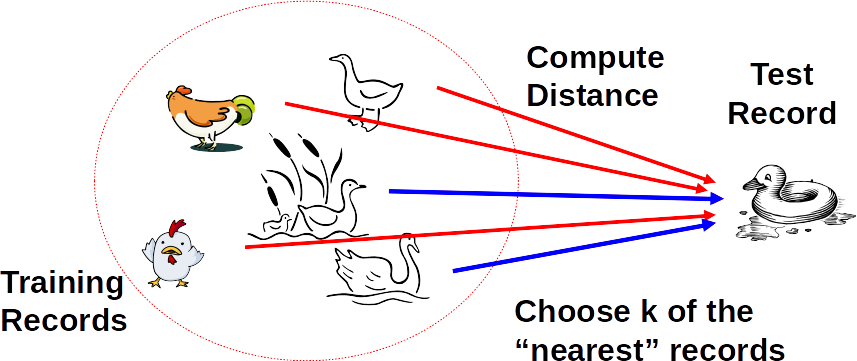 Compute
Distance
Test
Record
Training
Records
Choose k of the
“nearest” records